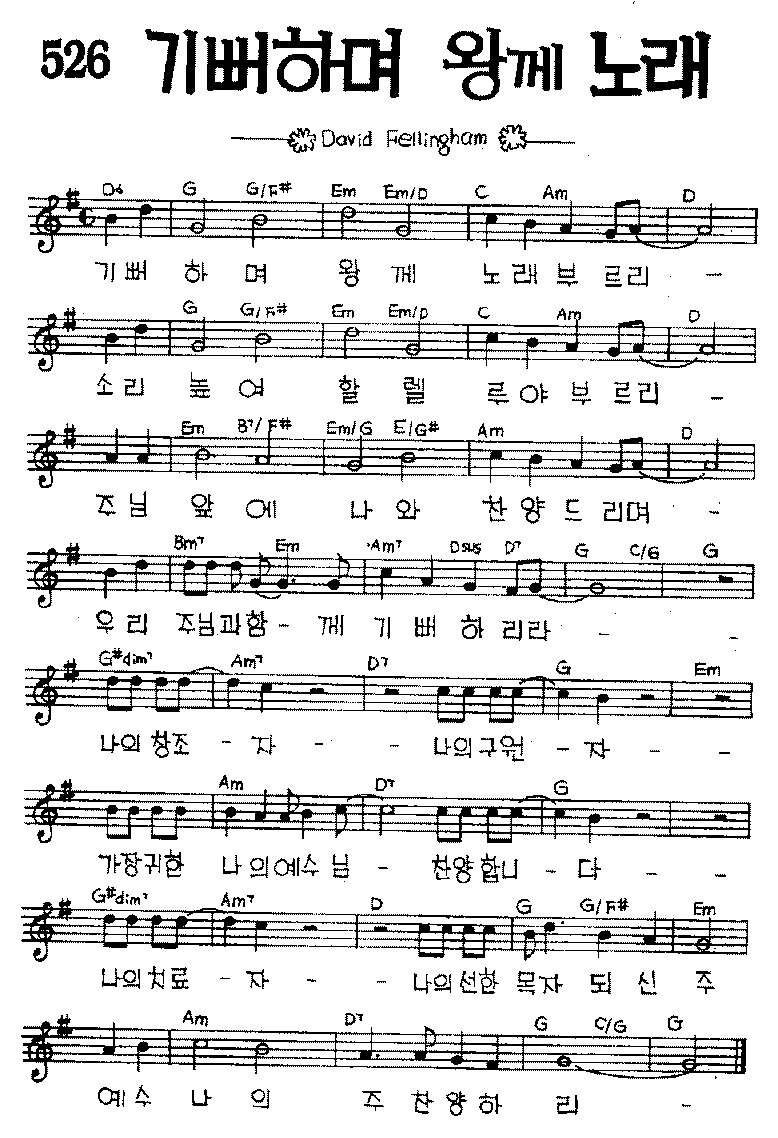 526 기뻐하며 왕께 노래
David Fellingham
D6 G G/F# Em Em/D C Am D
기뻐 하며 왕께 노래부르리 -
G G/F# Em Em/D C Am D
소리 높여 할렐 루야부르리 -
Em B7/F# Em/G E/G# Am D
주님 앞에 나와 찬양드리며 -
Bm7 Em Am7 Dsus D7 G C/G G
우리 주님과함-께 기뻐하리라 - -
G#dim7 Am7 D7 G Em
나의창조 - 자 - - 나의구원 - 자 - -
Am D7 G
가장귀한 나의예수님 - 찬양합니 - 다 - -
G#dim7 Am7 D G G/F# Em
나의치료 - 자 - - 나의선한 목자 되신 주
Am D7 G C/G G
예수 나의 주찬양하 리 -